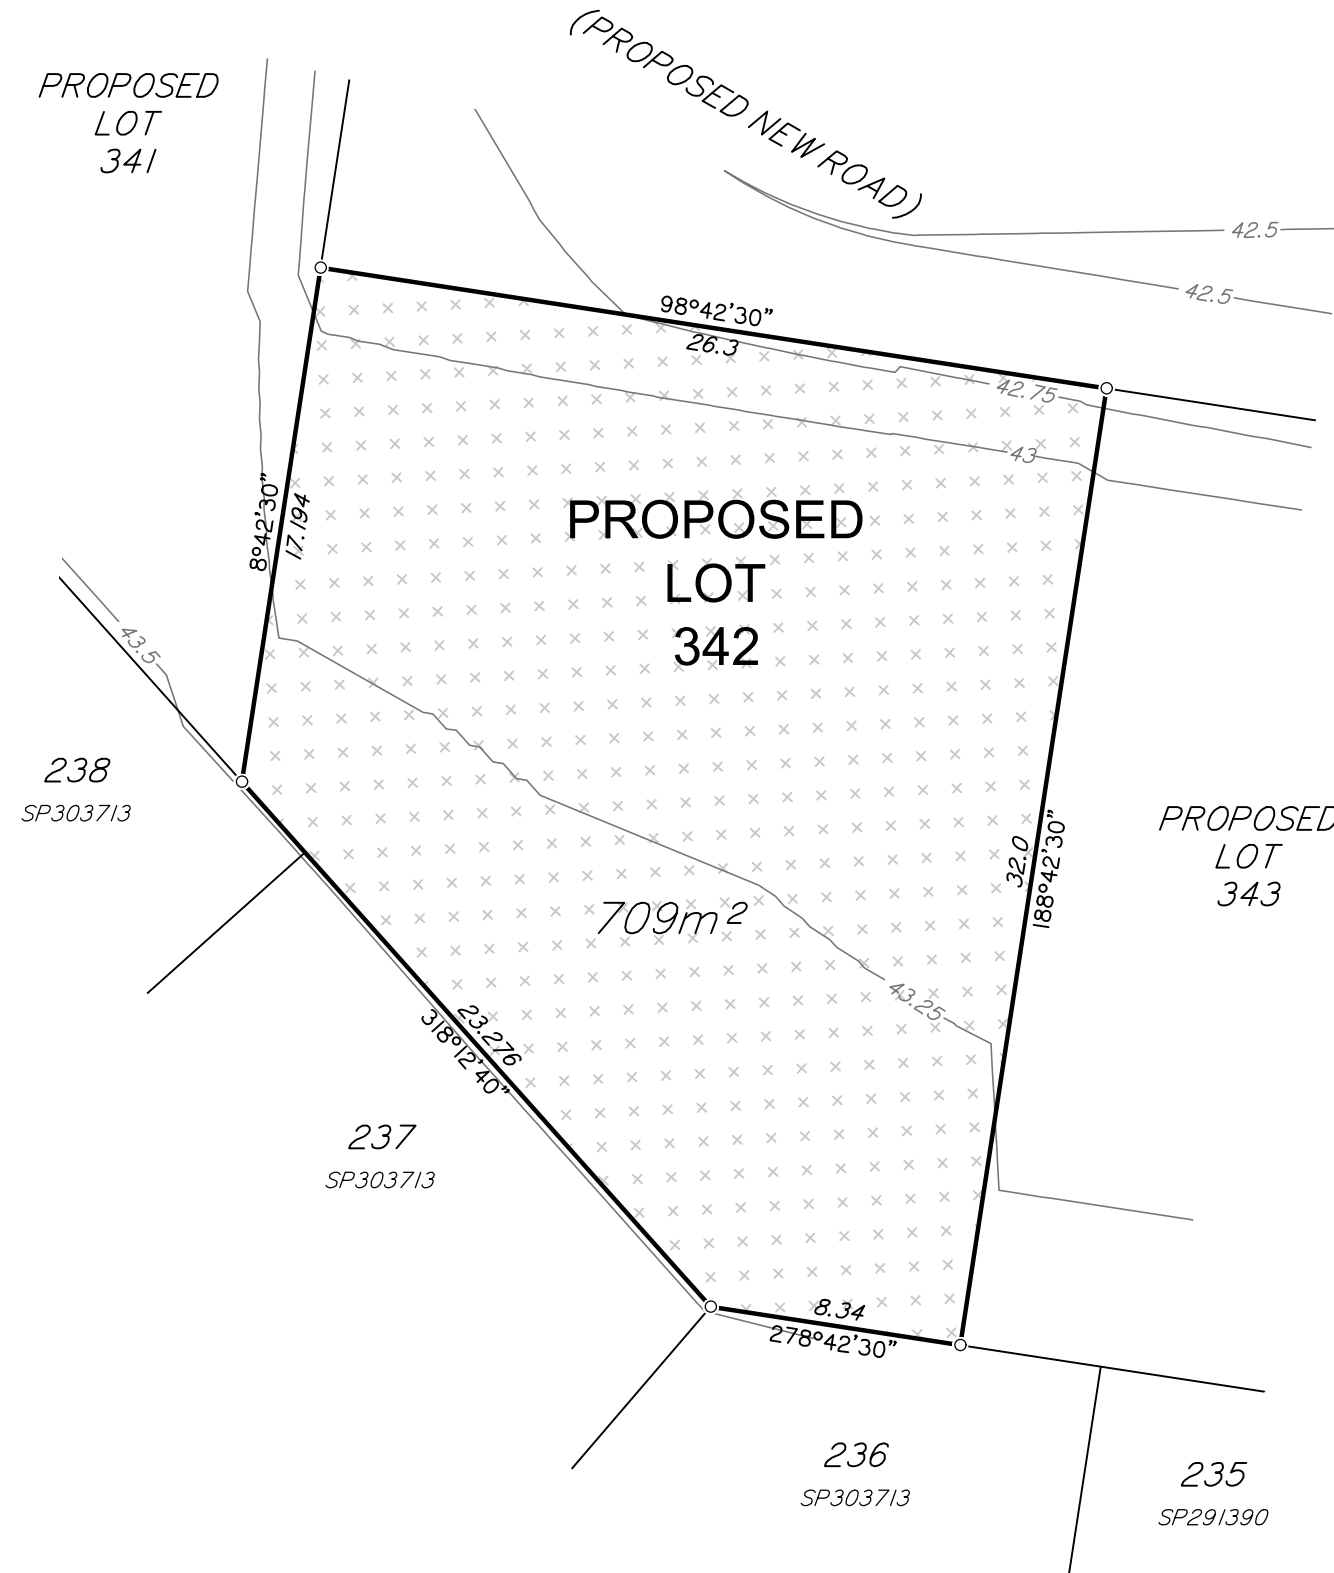 (PROPOSED NEW ROAD)
PROPOSED
LOT
341
42.5
42.5
98°42'30"
26.3
42.75
43
8°42'30"
17.194
PROPOSED
LOT
342
43.5
238
SP303713
32.0
188°42'30"
PROPOSED
LOT
343
709m²
43.25
23.276
318°12'40"
237
SP303713
8.34
278°42'30"
236
SP303713
235
SP291390